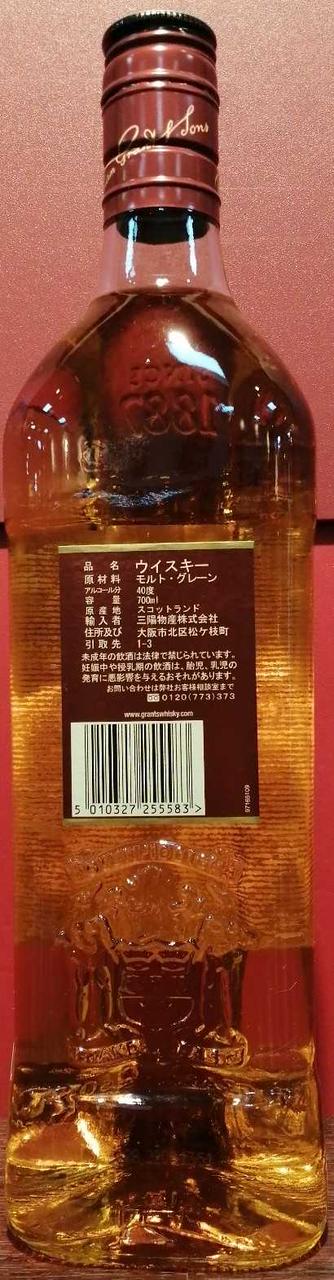 Grant & Sons
SINCE
1887
品名 ウイスキー
原材料 モルト・グレーン
アルコール分 40度
容量 700ml
原産地 スコットランド
輸入者 三陽物産株式会社
住所及び 大阪市北区松ケ枝町
引取先 1-3
未成年の飲酒は法律で禁じられています。
妊娠中や授乳期の飲酒は、胎児、乳児の
発育に悪影響を与えるおそれがあります。
お問い合わせは弊社お客様相談室まで
0120(773)373
www.grantswhisky.com
5 010327 255583 >
97169109